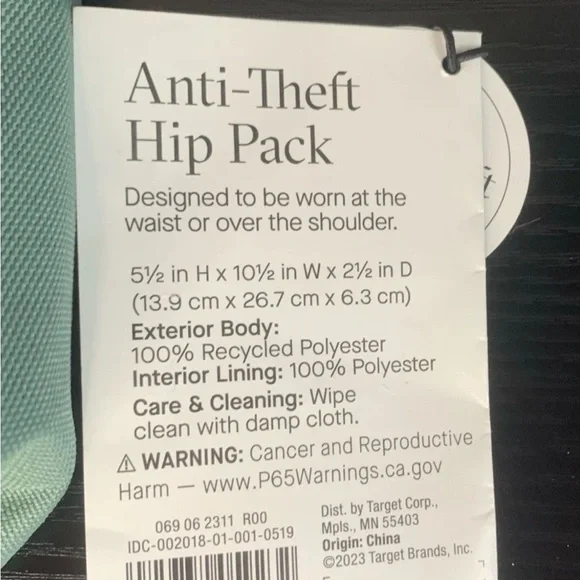 Anti-Theft
Hip Pack
Designed to be worn at the
waist or over the shoulder.
5½ in H x 10½ in W x 2½ in D
(13.9 cm x 26.7 cm x 6.3 cm)
Exterior Body:
100% Recycled Polyester
Interior Lining: 100% Polyester
Care & Cleaning: Wipe
clean with damp cloth.
⚠ WARNING: Cancer and Reproductive
Harm — www.P65Warnings.ca.gov
069 06 2311 R00
IDC-002018-01-001-0519
Dist. by Target Corp.,
Mpls., MN 55403
Origin: China
©2023 Target Brands, Inc.